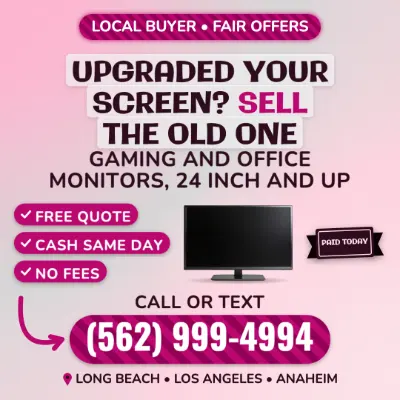 LOCAL BUYER • FAIR OFFERS
UPGRADED YOUR
SCREEN? SELL
THE OLD ONE
GAMING AND OFFICE
MONITORS, 24 INCH AND UP
FREE QUOTE
CASH SAME DAY
NO FEES
PAID TODAY
CALL OR TEXT
(562) 999-4994
LONG BEACH • LOS ANGELES • ANAHEIM